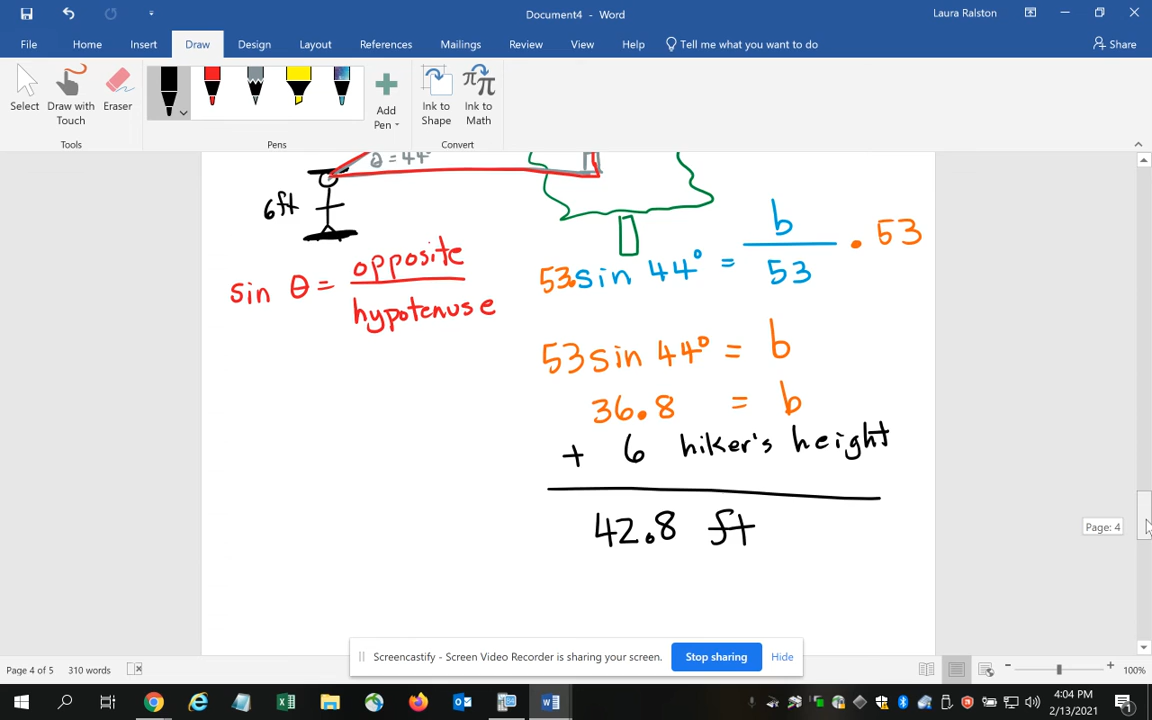 Document4 - Word
Laura Ralston
File Home Insert Draw Design Layout References Mailings Review View Help Tell me what you want to do Share
Select Draw with Touch Eraser Add Pen Ink to Shape Ink to Math
Tools Pens Convert
θ = 44°
6ft
sin θ = opposite / hypotenuse
53.sin 44° = b / 53 . 53
53 sin 44° = b
36.8 = b
+ 6 hiker's height
42.8 ft
Page: 4
Screencastify - Screen Video Recorder is sharing your screen. Stop sharing Hide
Page 4 of 5 310 words 100%
4:04 PM
2/13/2021
1